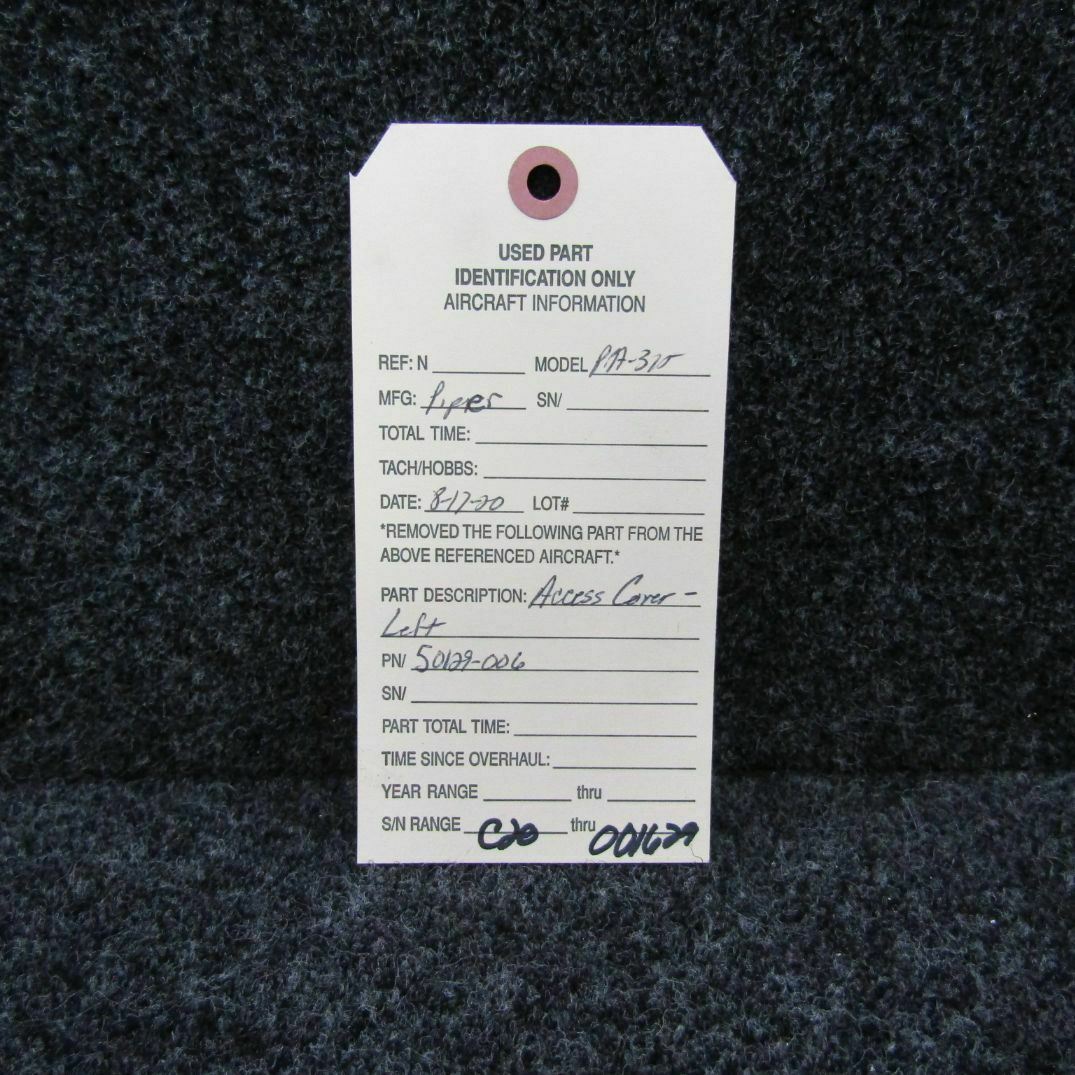 USED PART
IDENTIFICATION ONLY
AIRCRAFT INFORMATION
REF: N MODEL
MFG: Piper SN/
TOTAL TIME:
TACH/HOBBS:
DATE: 8-17-20 LOT#
*REMOVED THE FOLLOWING PART FROM THE
ABOVE REFERENCED AIRCRAFT.*
PART DESCRIPTION: Access Cover -
Left
PN/ 50129-006
SN/
PART TOTAL TIME:
TIME SINCE OVERHAUL:
YEAR RANGE thru
S/N RANGE C20 thru 001629